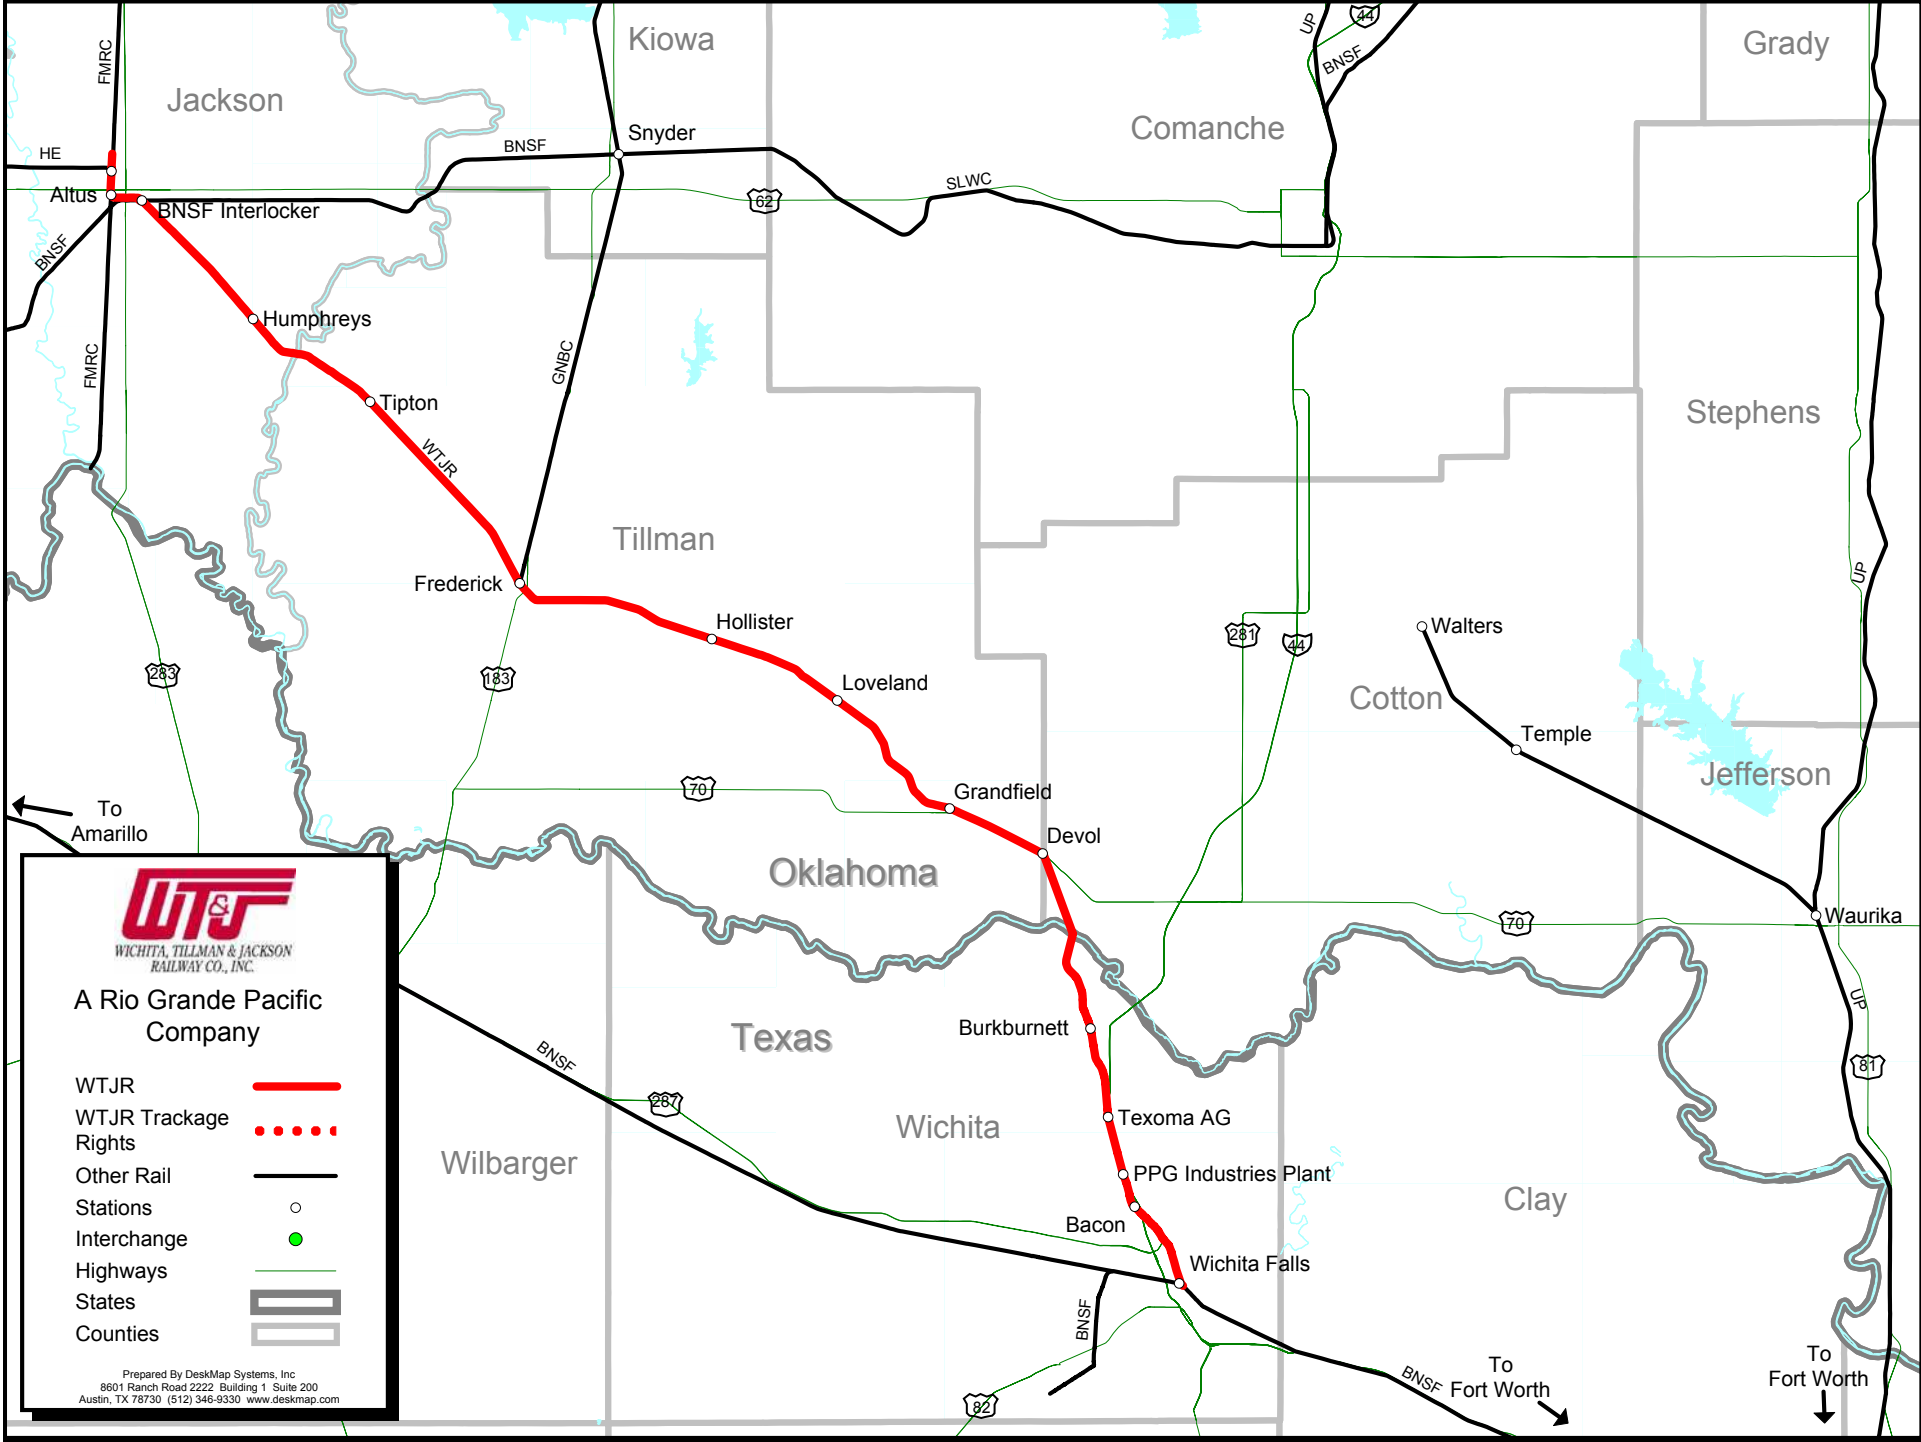 Kiowa
UP
44
BNSF
Grady
FMRC
Jackson
Comanche
Snyder
BNSF
HE
SLWC
Altus
BNSF Interlocker
62
BNSF
Humphreys
FMRC
GNBC
Tipton
Stephens
WTJR
Tillman
Frederick
UP
Hollister
281
44
Walters
283
183
Loveland
Cotton
Temple
70
Grandfield
Jefferson
To
Amarillo
Devol
Oklahoma
WT&J
WICHITA, TILLMAN & JACKSON
RAILWAY CO., INC.
70
Waurika
A Rio Grande Pacific
Company
UP
Texas
Burkburnett
BNSF
81
WTJR
287
WTJR Trackage
Rights
Texoma AG
Wichita
Wilbarger
Other Rail
PPG Industries Plant
Stations
Clay
Bacon
Interchange
Wichita Falls
Highways
States
BNSF
Counties
To
Fort Worth
BNSF
To
Fort Worth
82
Prepared By DeskMap Systems, Inc
8601 Ranch Road 2222 Building 1 Suite 200
Austin, TX 78730 (512) 346-9330 www.deskmap.com